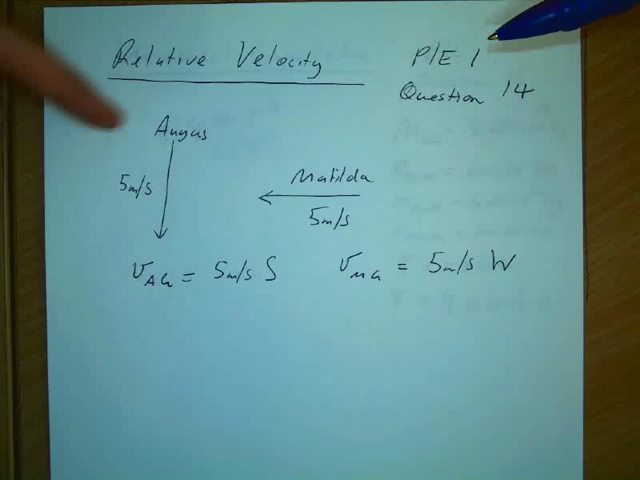 Relative Velocity
P/E 1
Question 14
Angus
5m/s
Matilda
5m/s
VAG = 5m/s S
VMG = 5m/s W